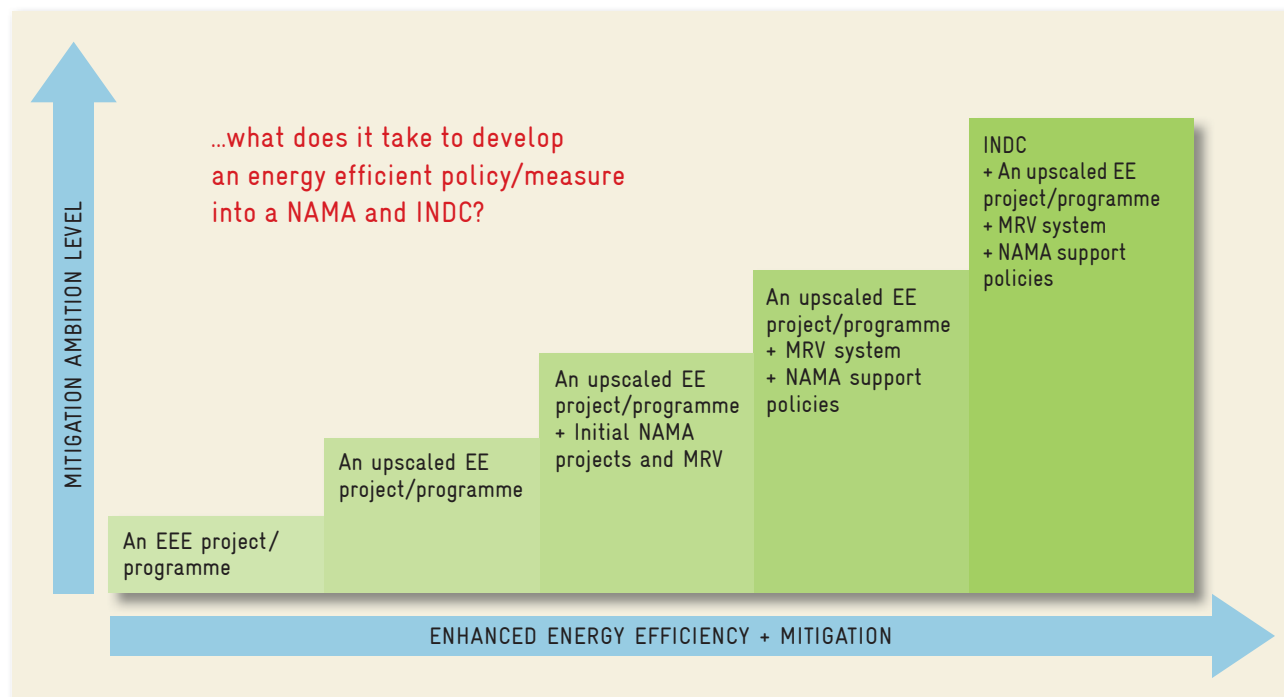 ...what does it take to develop
an energy efficient policy/measure
into a NAMA and INDC?
MITIGATION AMBITION LEVEL
An EEE project/
programme
An upscaled EE
project/programme
An upscaled EE
project/programme
+ Initial NAMA
projects and MRV
An upscaled EE
project/programme
+ MRV system
+ NAMA support
policies
INDC
+ An upscaled EE
project/programme
+ MRV system
+ NAMA support
policies
ENHANCED ENERGY EFFICIENCY + MITIGATION